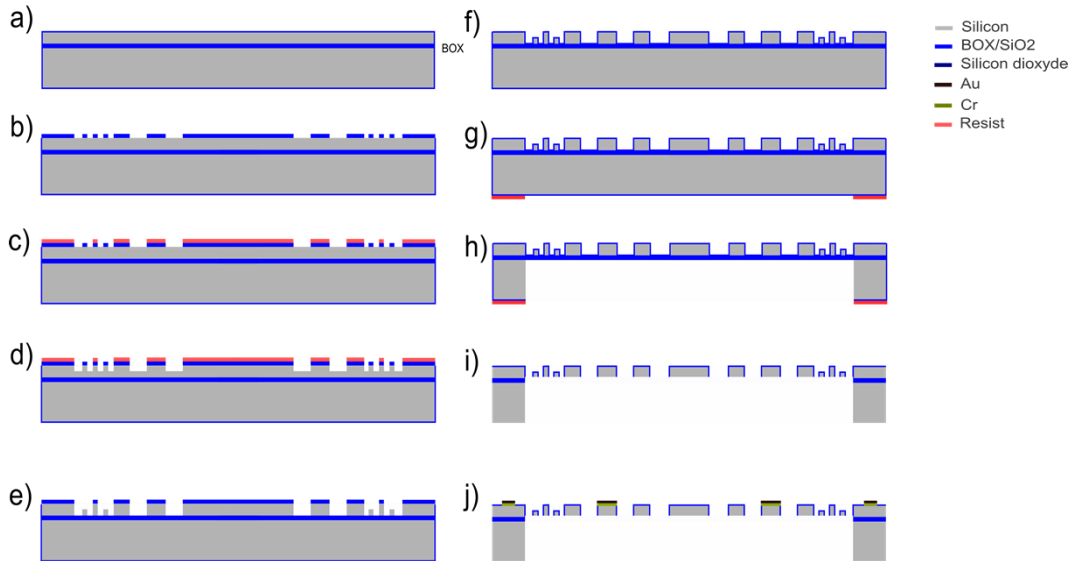 a)
BOX
b)
c)
d)
e)
f)
g)
h)
i)
j)
Silicon
BOX/SiO2
Silicon dioxyde
Au
Cr
Resist